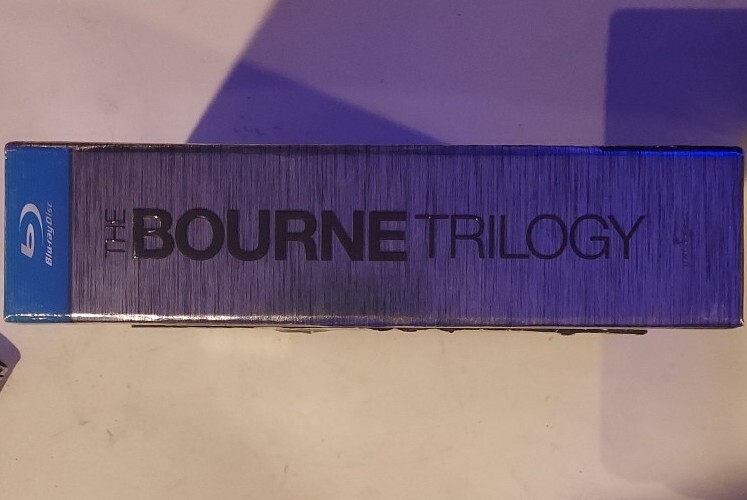 Blu-ray Disc
THE BOURNE TRILOGY